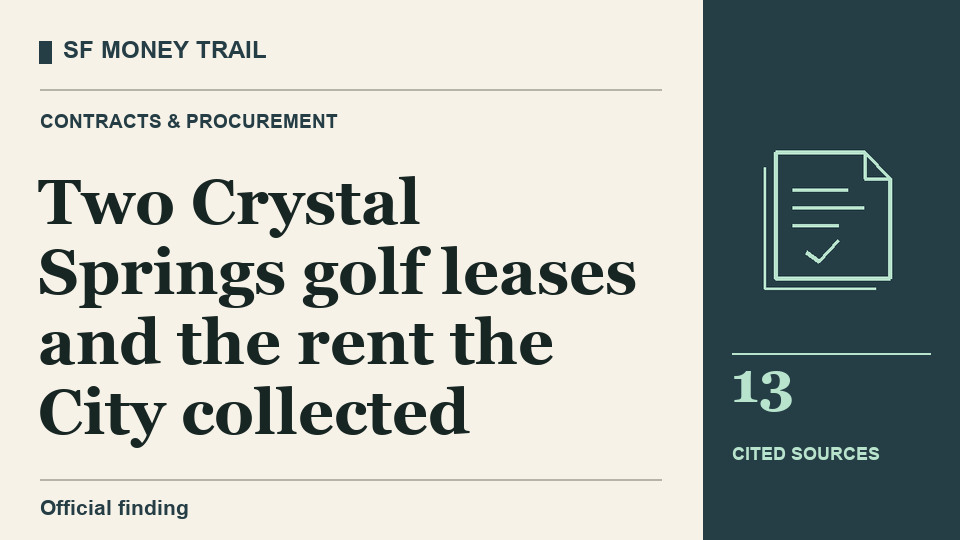 SF MONEY TRAIL
CONTRACTS & PROCUREMENT
Two Crystal
Springs golf leases
and the rent the
City collected
Official finding
13
CITED SOURCES